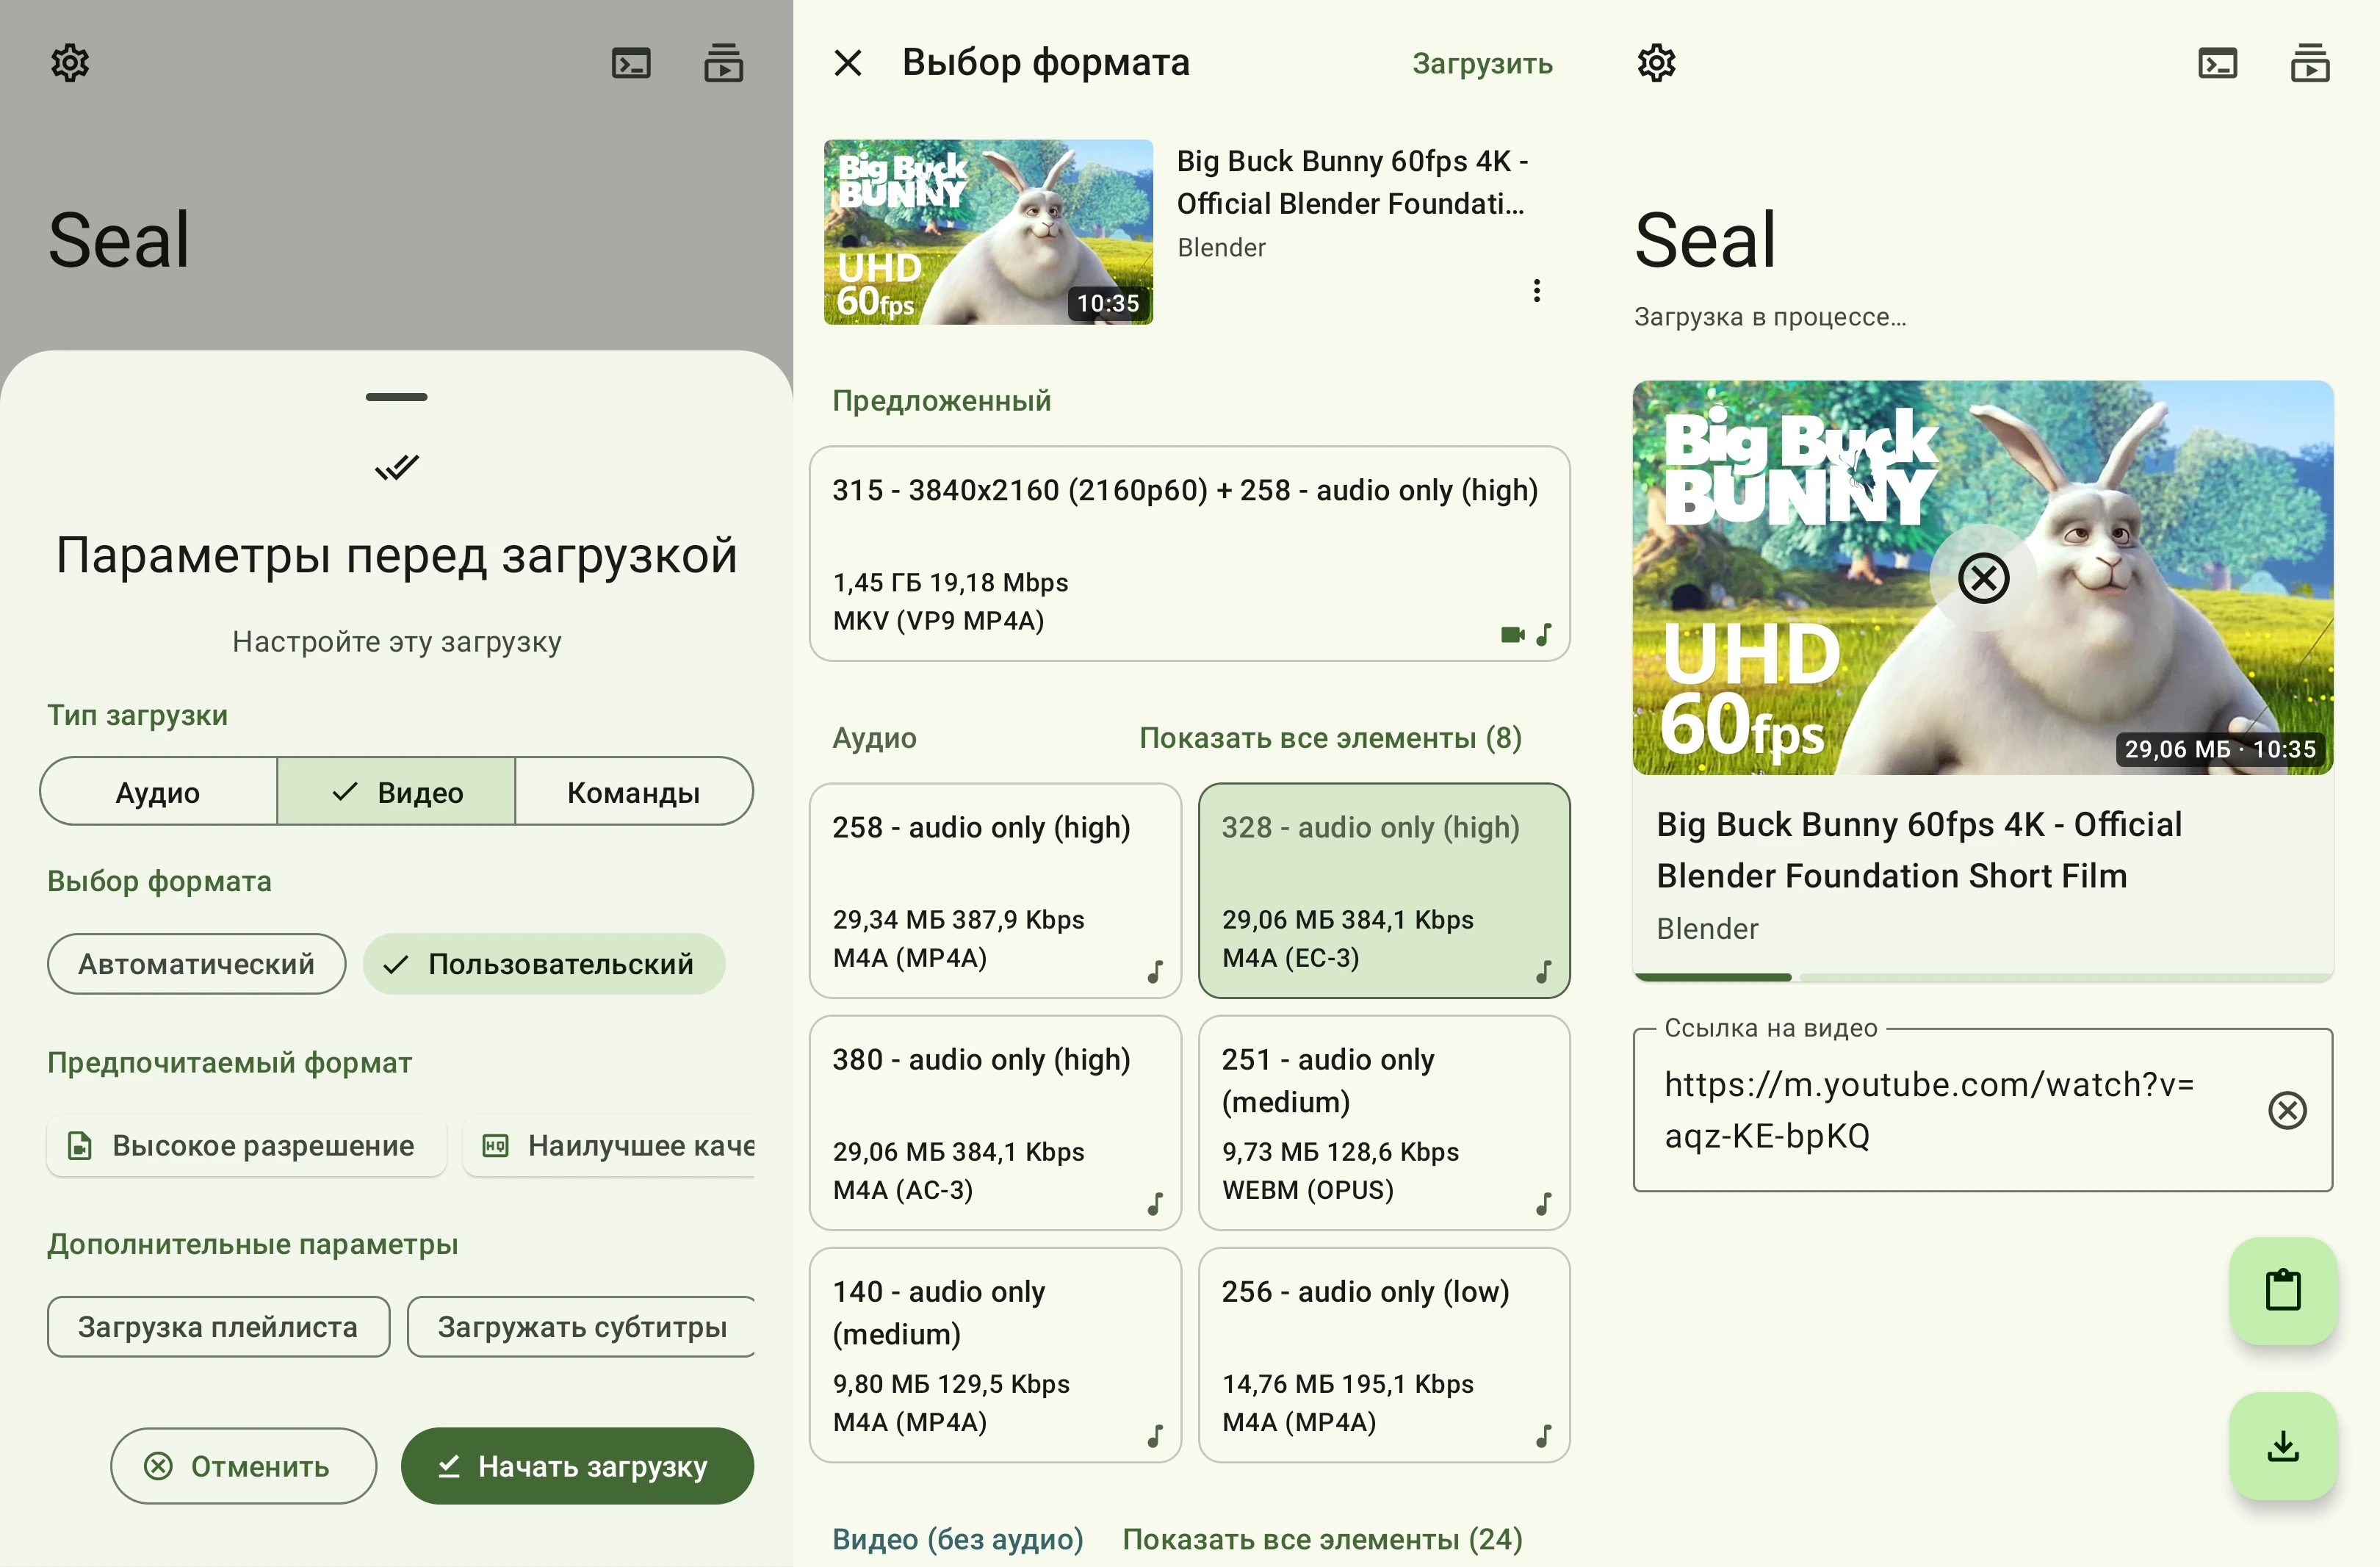 Seal
Параметры перед загрузкой
Настройте эту загрузку
Тип загрузки
Аудио
Видео
Команды
Выбор формата
Автоматический
Пользовательский
Предпочитаемый формат
Высокое разрешение
HQ
Наилучшее каче
Дополнительные параметры
Загрузка плейлиста
Загружать субтитры
Отменить
Начать загрузку
Выбор формата
Загрузить
Big Buck
BUNNY
UHD
60fps
10:35
Big Buck Bunny 60fps 4K -
Official Blender Foundati…
Blender
Предложенный
315 - 3840x2160 (2160p60) + 258 - audio only (high)
1,45 ГБ 19,18 Mbps
MKV (VP9 MP4A)
Аудио
Показать все элементы (8)
258 - audio only (high)
29,34 МБ 387,9 Kbps
M4A (MP4A)
328 - audio only (high)
29,06 МБ 384,1 Kbps
M4A (EC-3)
380 - audio only (high)
29,06 МБ 384,1 Kbps
M4A (AC-3)
251 - audio only
(medium)
9,73 МБ 128,6 Kbps
WEBM (OPUS)
140 - audio only
(medium)
9,80 МБ 129,5 Kbps
M4A (MP4A)
256 - audio only (low)
14,76 МБ 195,1 Kbps
M4A (MP4A)
Видео (без аудио)
Показать все элементы (24)
Seal
Загрузка в процессе…
Big Buck
BUNNY
UHD
60fps
29,06 МБ · 10:35
Big Buck Bunny 60fps 4K - Official
Blender Foundation Short Film
Blender
Ссылка на видео
https://m.youtube.com/watch?v=
aqz-KE-bpKQ